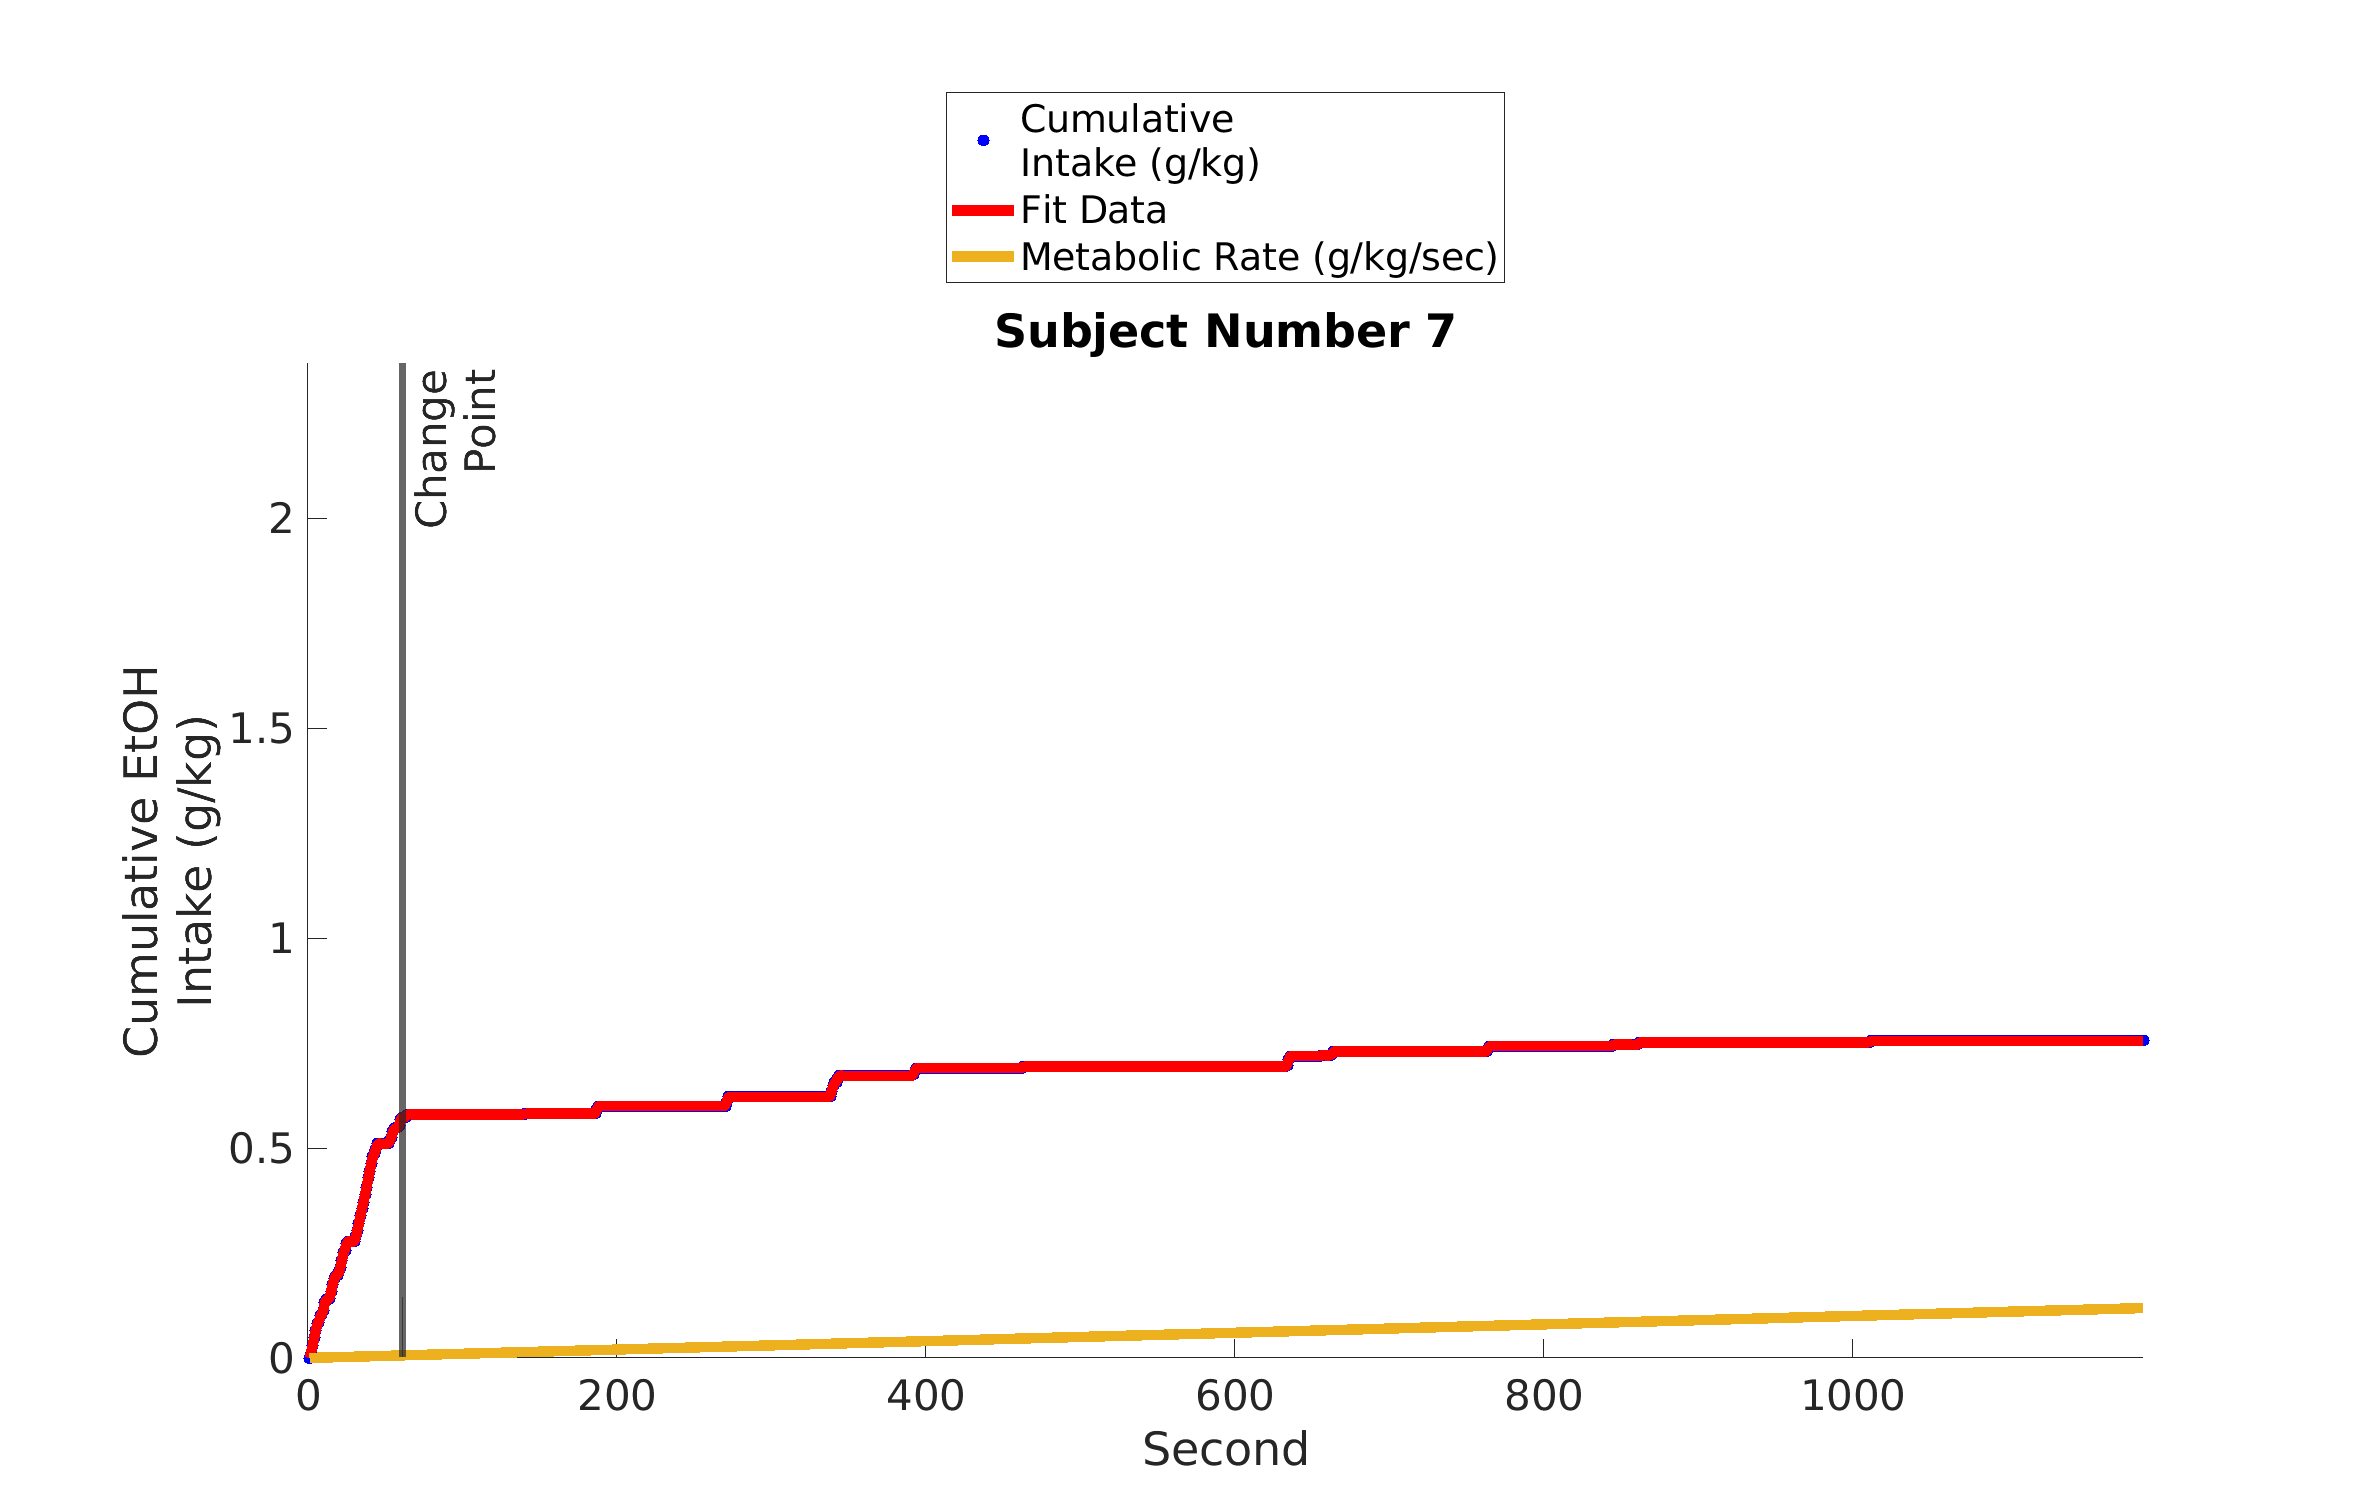 Cumulative
Intake (g/kg)
Fit Data
Metabolic Rate (g/kg/sec)
Subject Number 7
Change
Point
Cumulative EtOH
Intake (g/kg)
2
1.5
1
0.5
0
0 200 400 600 800 1000
Second